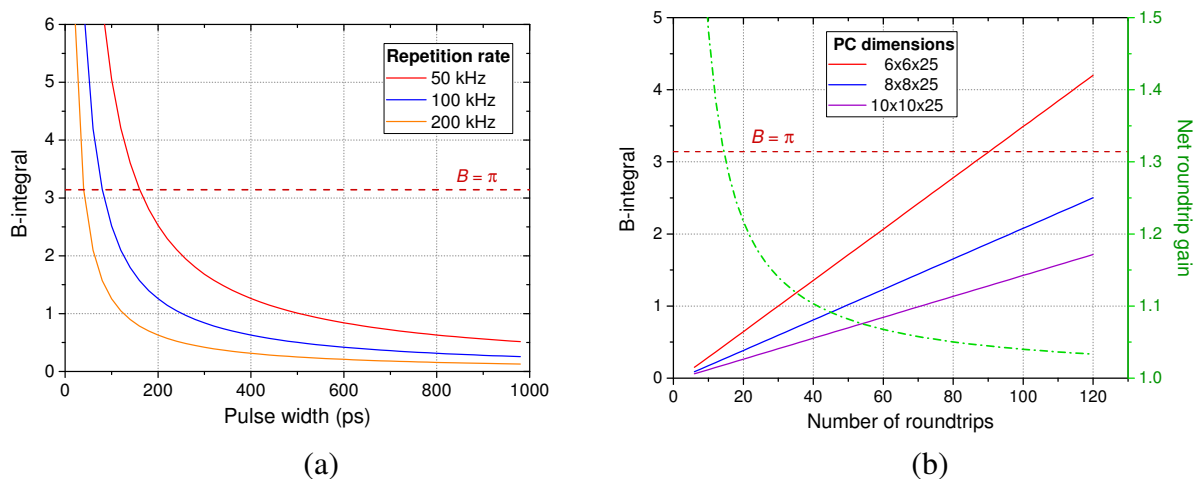 6
5
4
3
2
1
0
B-integral
Repetition rate
50 kHz
100 kHz
200 kHz
B = π
0 200 400 600 800 1000
Pulse width (ps)
(a)
5
4
3
2
1
0
B-integral
PC dimensions
6x6x25
8x8x25
10x10x25
B = π
1.5
1.4
1.3
1.2
1.1
1.0
Net roundtrip gain
0 20 40 60 80 100 120
Number of roundtrips
(b)